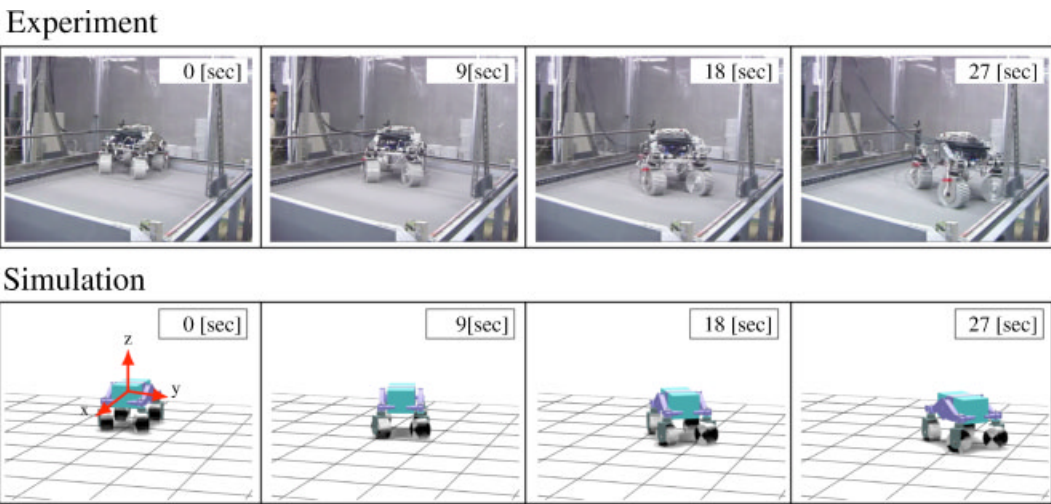 Experiment
0 [sec]
9[sec]
18 [sec]
27 [sec]
Simulation
0 [sec]
9[sec]
18 [sec]
27 [sec]
z
y
x